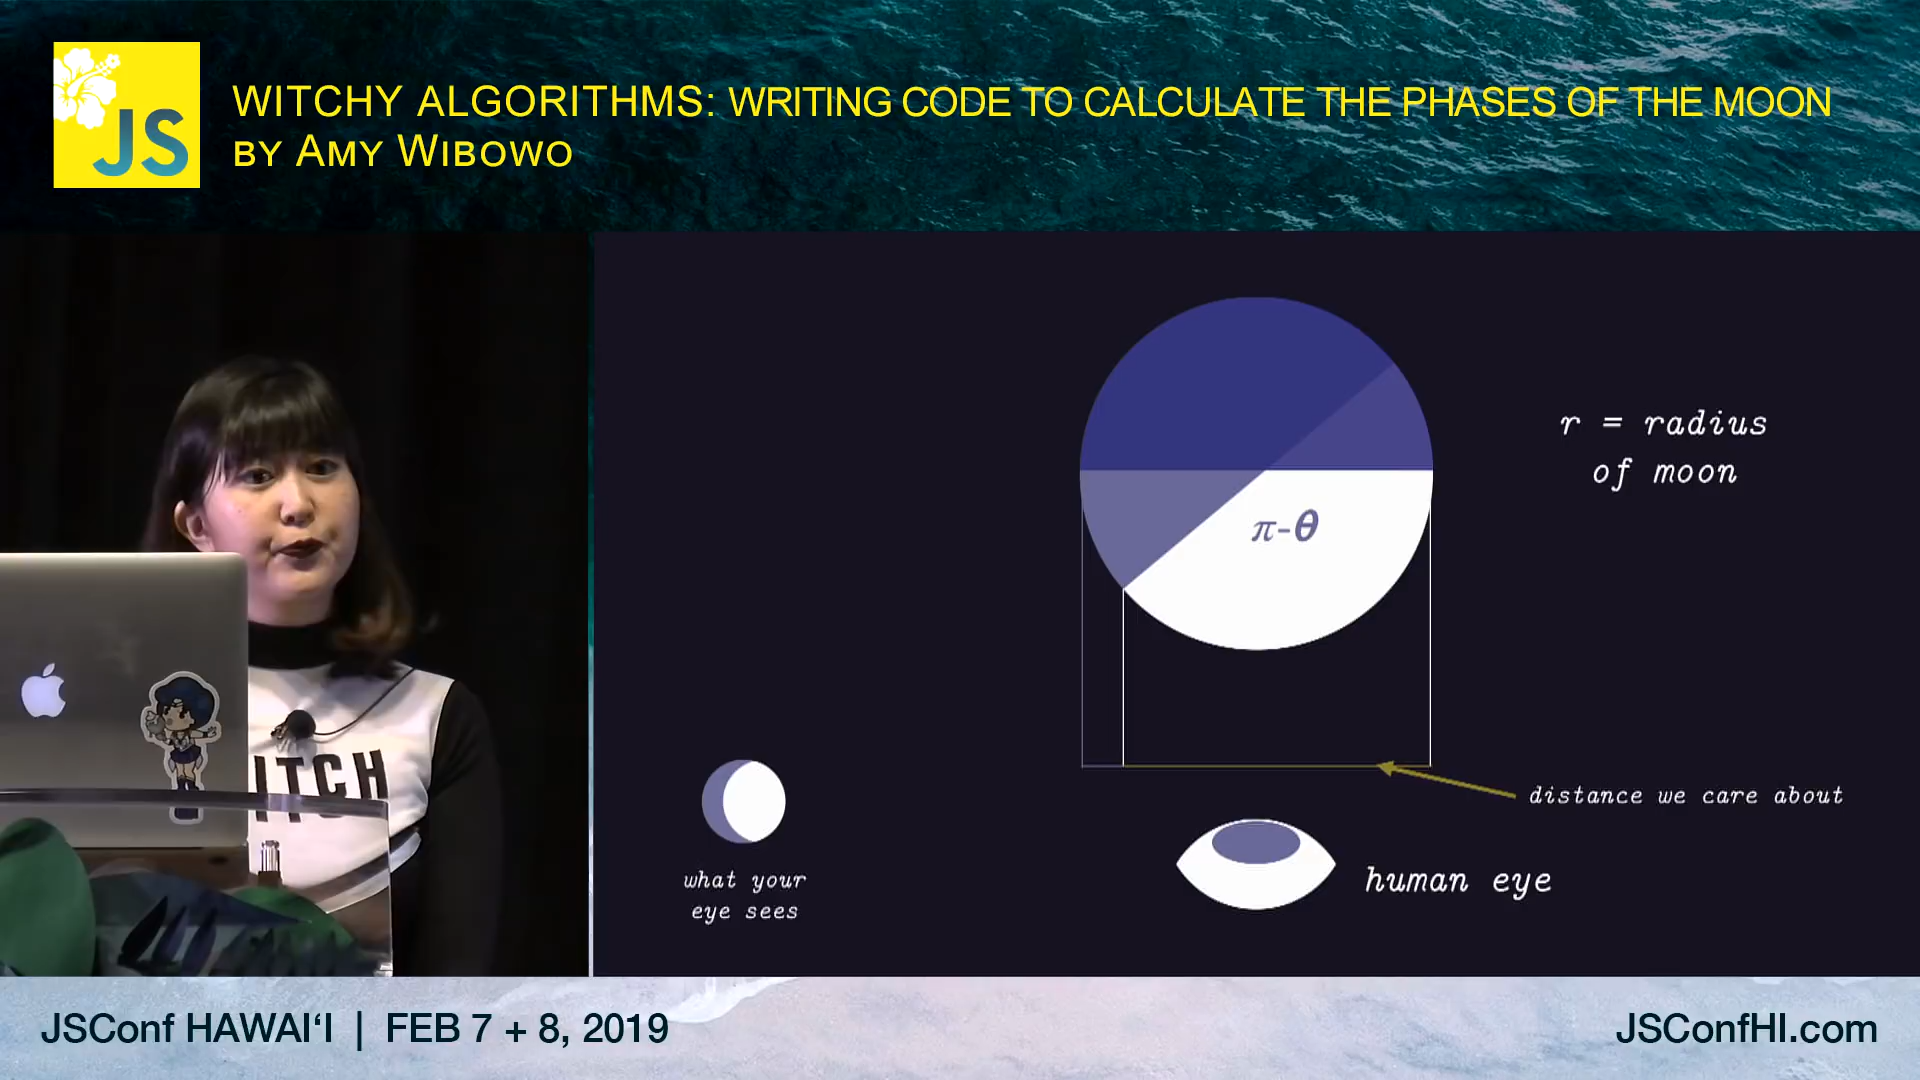 JS
WITCHY ALGORITHMS: WRITING CODE TO CALCULATE THE PHASES OF THE MOON
BY AMY WIBOWO
r = radius
of moon
π-θ
distance we care about
human eye
what your
eye sees
ITCH
JSConf HAWAI‘I | FEB 7 + 8, 2019
JSConfHI.com